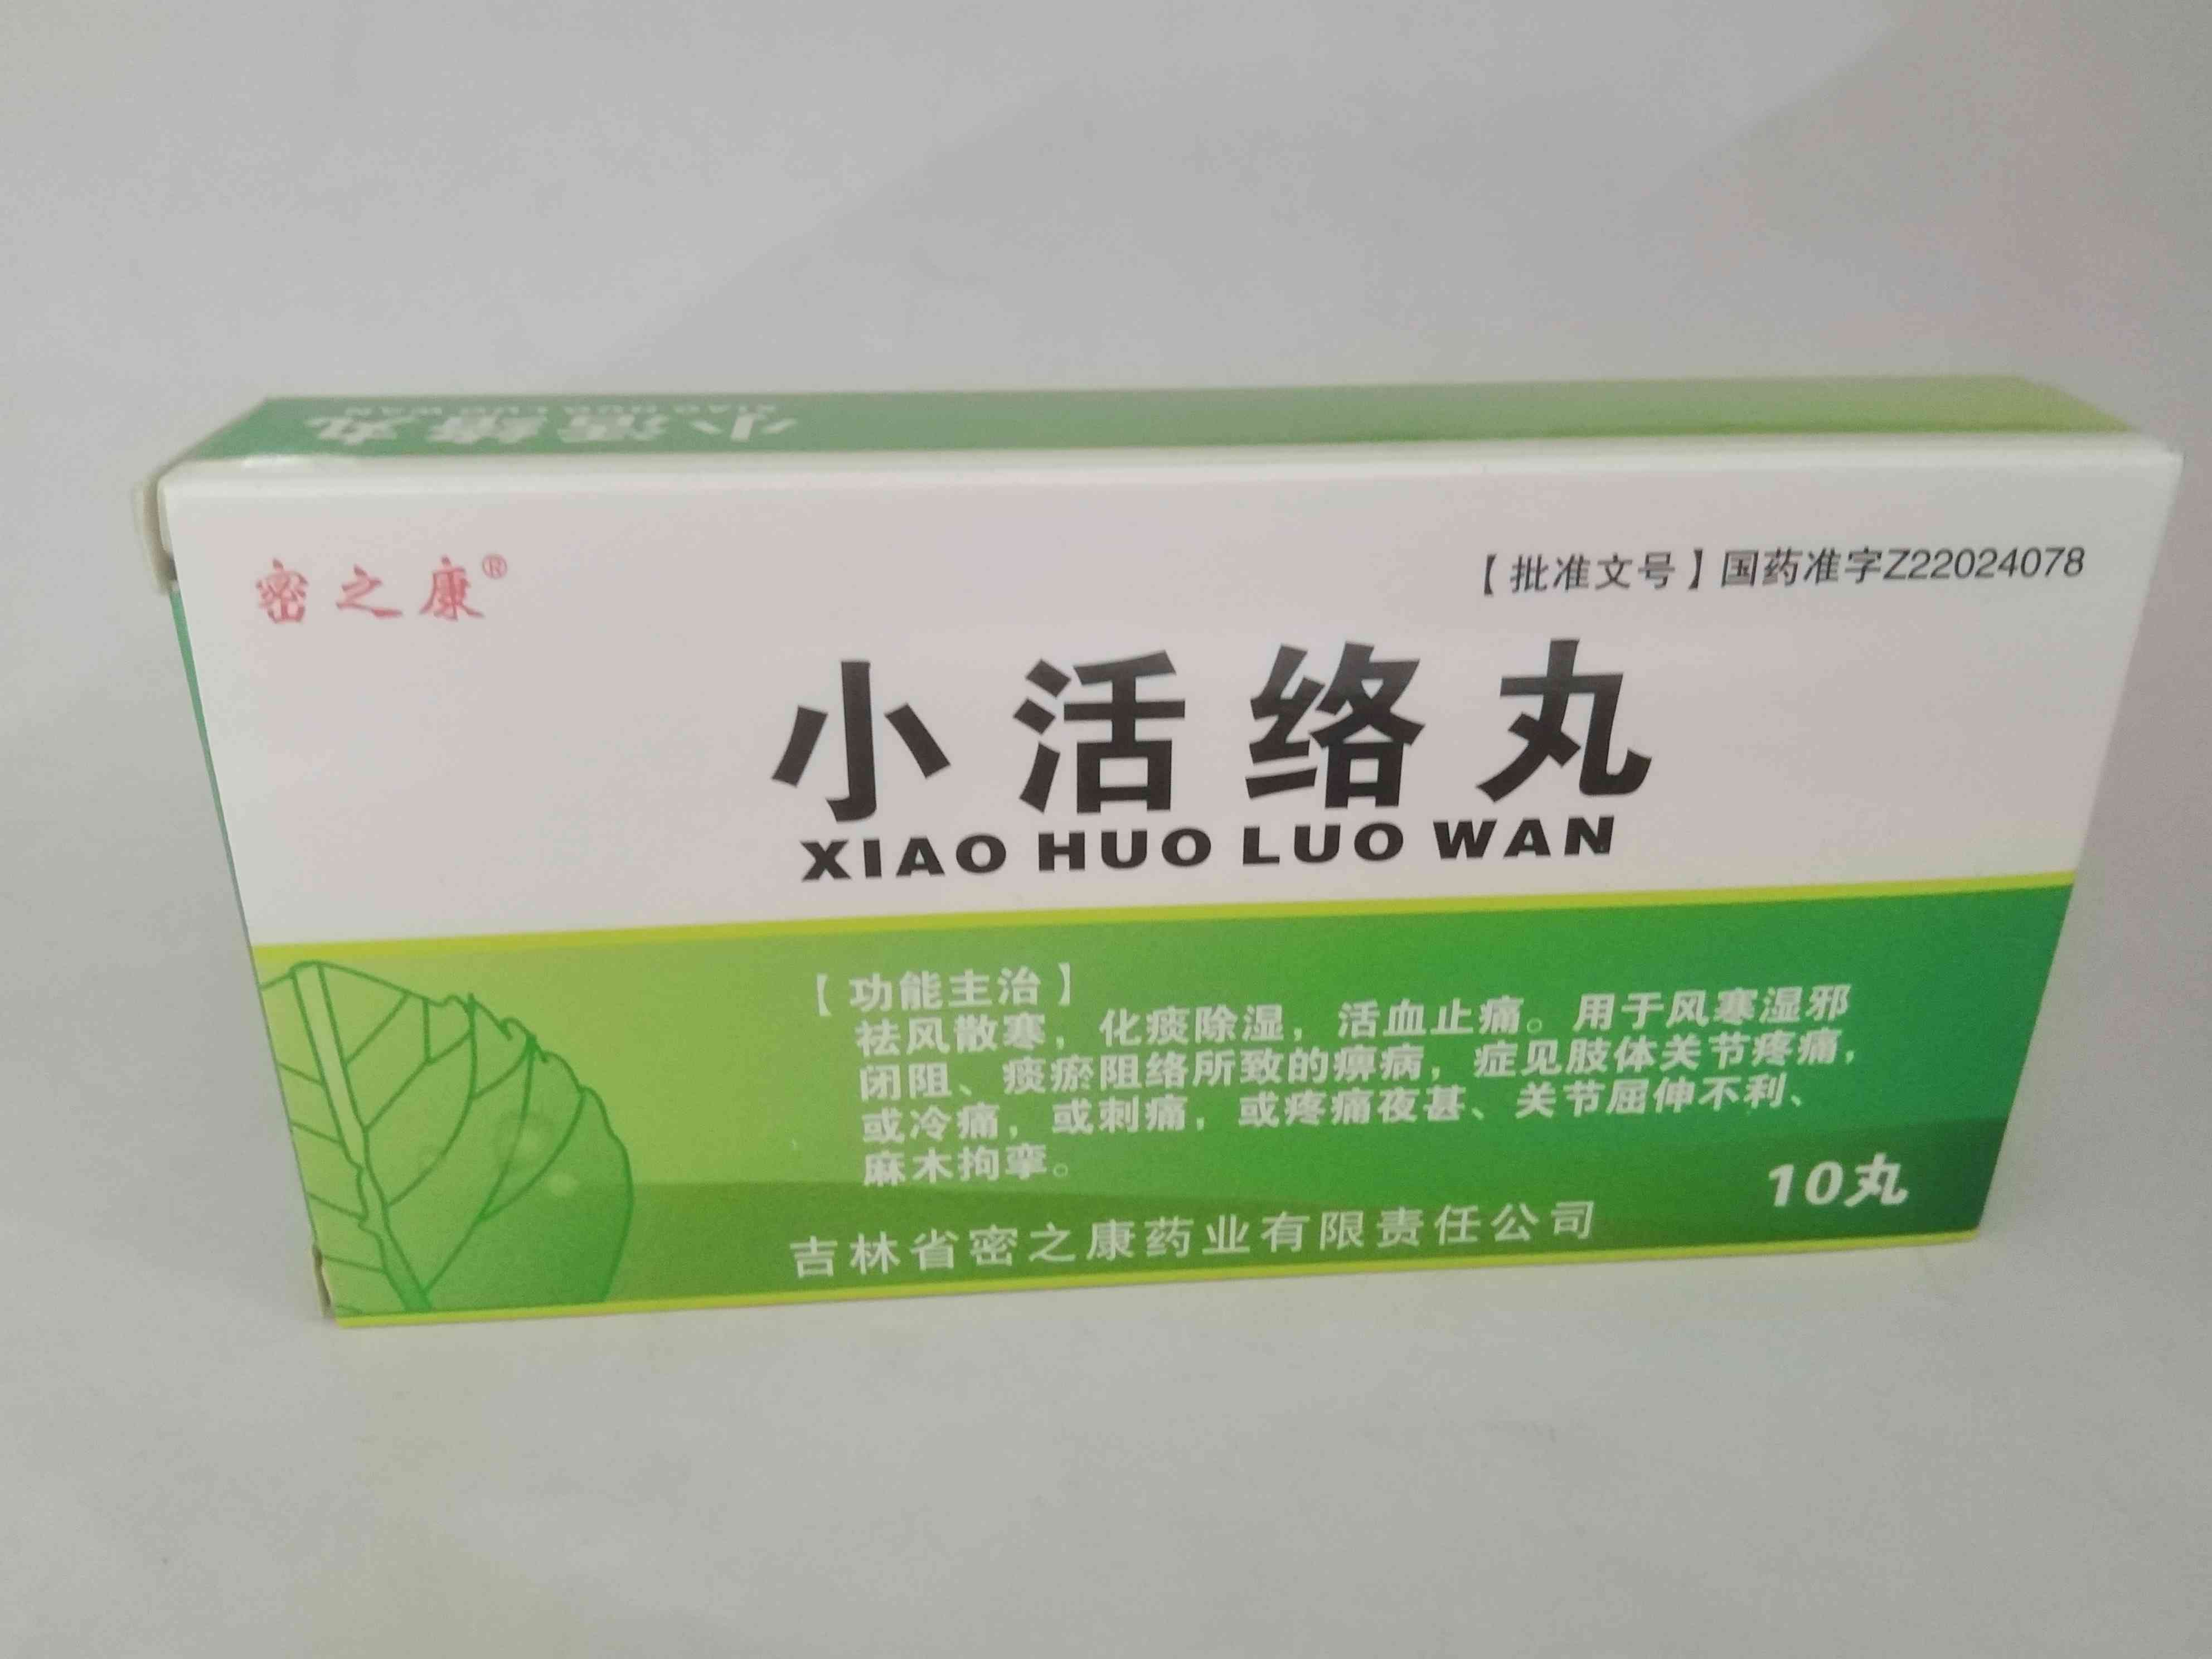 小活络丸
XIAO HUO LUO WAN
密之康®
【批准文号】国药准字Z22024078
小活络丸
XIAO HUO LUO WAN
【功能主治】
祛风散寒，化痰除湿，活血止痛。用于风寒湿邪
闭阻、痰瘀阻络所致的痹病，症见肢体关节疼痛，
或冷痛，或刺痛，或疼痛夜甚、关节屈伸不利、
麻木拘挛。
10丸
吉林省密之康药业有限责任公司